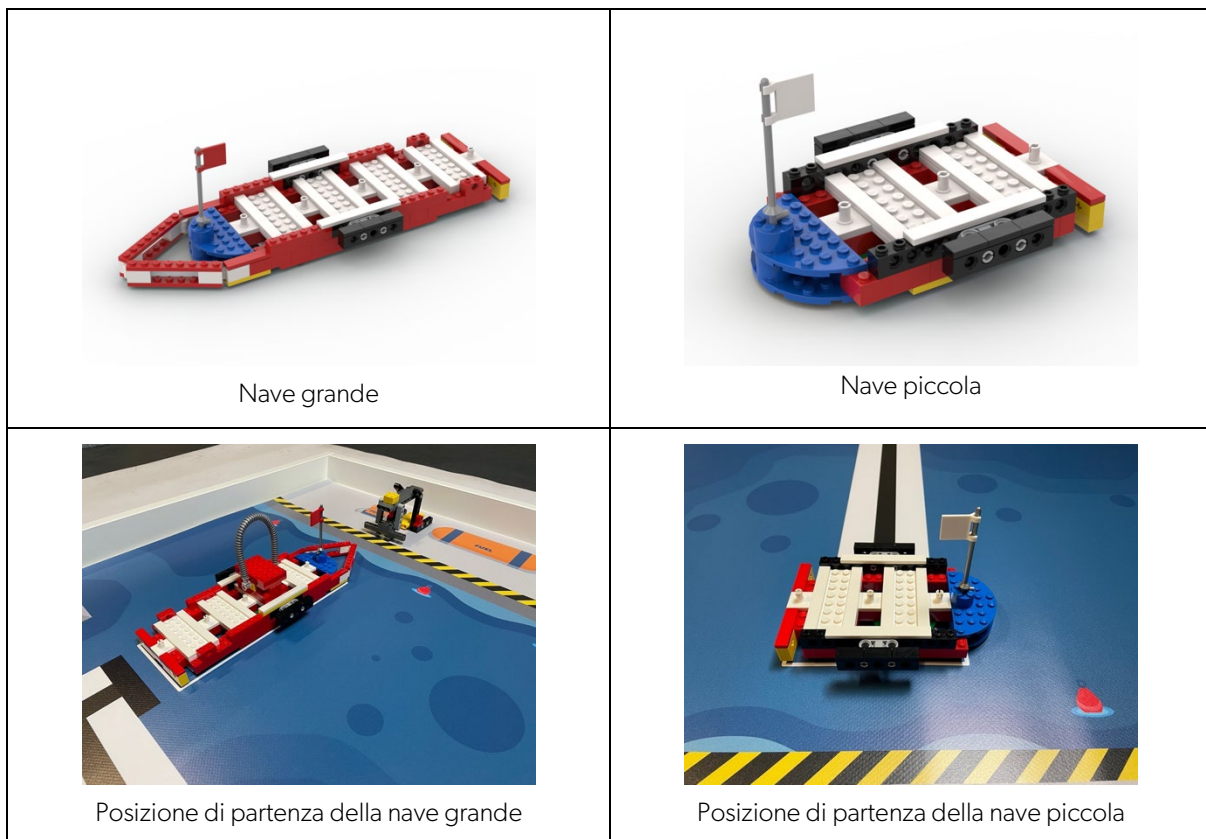 Nave grande
Nave piccola
Posizione di partenza della nave grande
Posizione di partenza della nave piccola